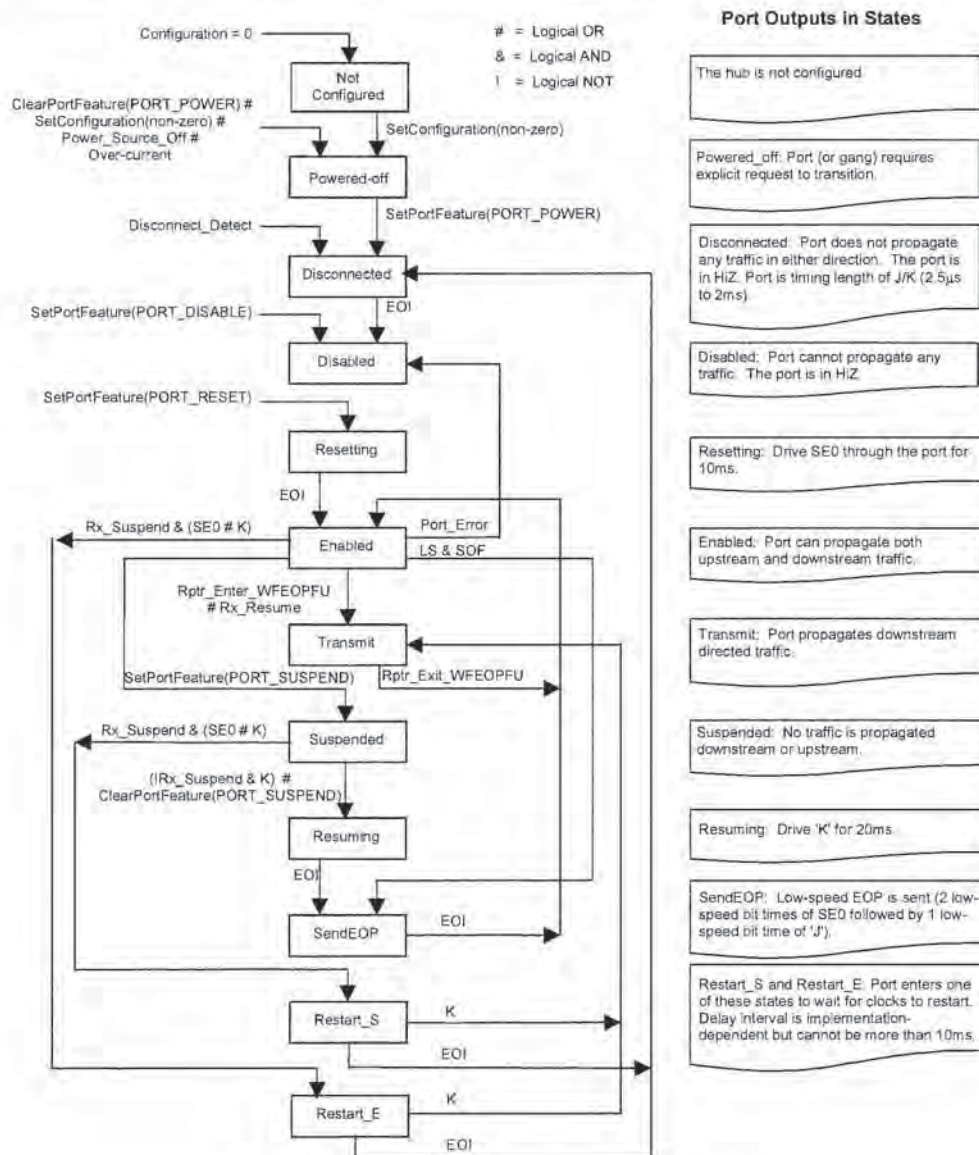 Port Outputs in States
Configuration = 0
# = Logical OR
& = Logical AND
! = Logical NOT
Not
Configured
The hub is not configured
ClearPortFeature(PORT_POWER) #
SetConfiguration(non-zero) #
Power_Source_Off #
Over-current
SetConfiguration(non-zero)
Powered-off
Powered_off: Port (or gang) requires
explicit request to transition.
SetPortFeature(PORT_POWER)
Disconnect_Detect
Disconnected
Disconnected: Port does not propagate
any traffic in either direction. The port is
in HiZ. Port is timing length of J/K (2.5μs
to 2ms)
EOI
SetPortFeature(PORT_DISABLE)
Disabled
Disabled: Port cannot propagate any
traffic. The port is in HiZ
SetPortFeature(PORT_RESET)
Resetting
Resetting: Drive SE0 through the port for
10ms.
EOI
Rx_Suspend & (SE0 # K)
Enabled
Port_Error
LS & SOF
Enabled: Port can propagate both
upstream and downstream traffic.
Rptr_Enter_WFEOPFU
# Rx_Resume
Transmit
Transmit: Port propagates downstream
directed traffic.
SetPortFeature(PORT_SUSPEND)
Rptr_Exit_WFEOPFU
Rx_Suspend & (SE0 # K)
Suspended
Suspended: No traffic is propagated
downstream or upstream.
(!Rx_Suspend & K) #
ClearPortFeature(PORT_SUSPEND)
Resuming
Resuming: Drive 'K' for 20ms.
EOI
SendEOP
EOI
SendEOP: Low-speed EOP is sent (2 low-
speed bit times of SE0 followed by 1 low-
speed bit time of 'J').
Restart_S
K
EOI
Restart_S and Restart_E: Port enters one
of these states to wait for clocks to restart.
Delay interval is implementation-
dependent but cannot be more than 10ms.
Restart_E
K
EOI